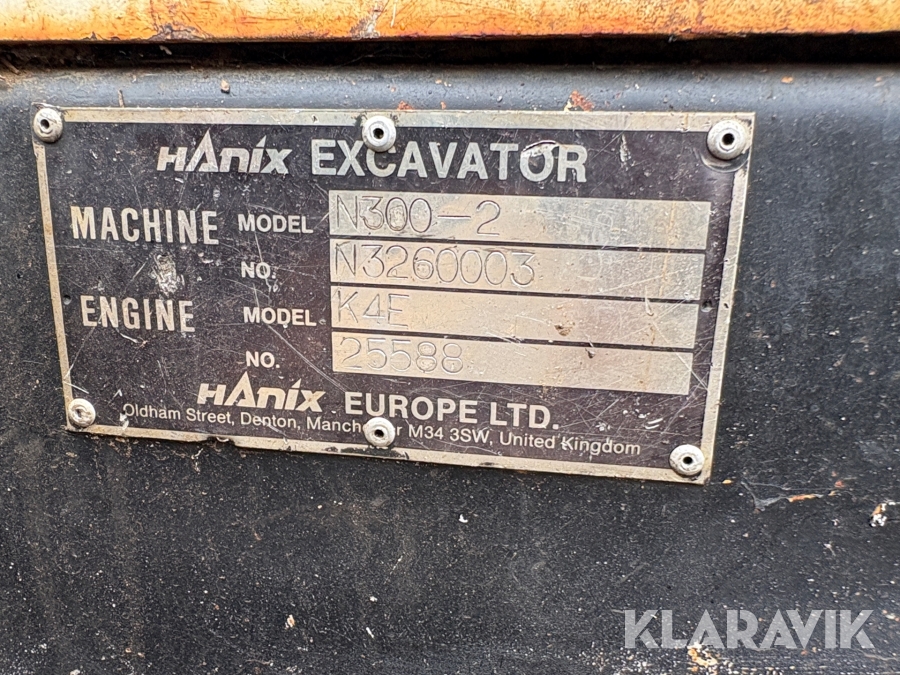 HANIX EXCAVATOR
MACHINE MODEL N300-2
NO. N3260003
ENGINE MODEL K4E
NO. 25588
HANIX EUROPE LTD.
Oldham Street, Denton, Manchester M34 3SW, United Kingdom
KLARAVIK